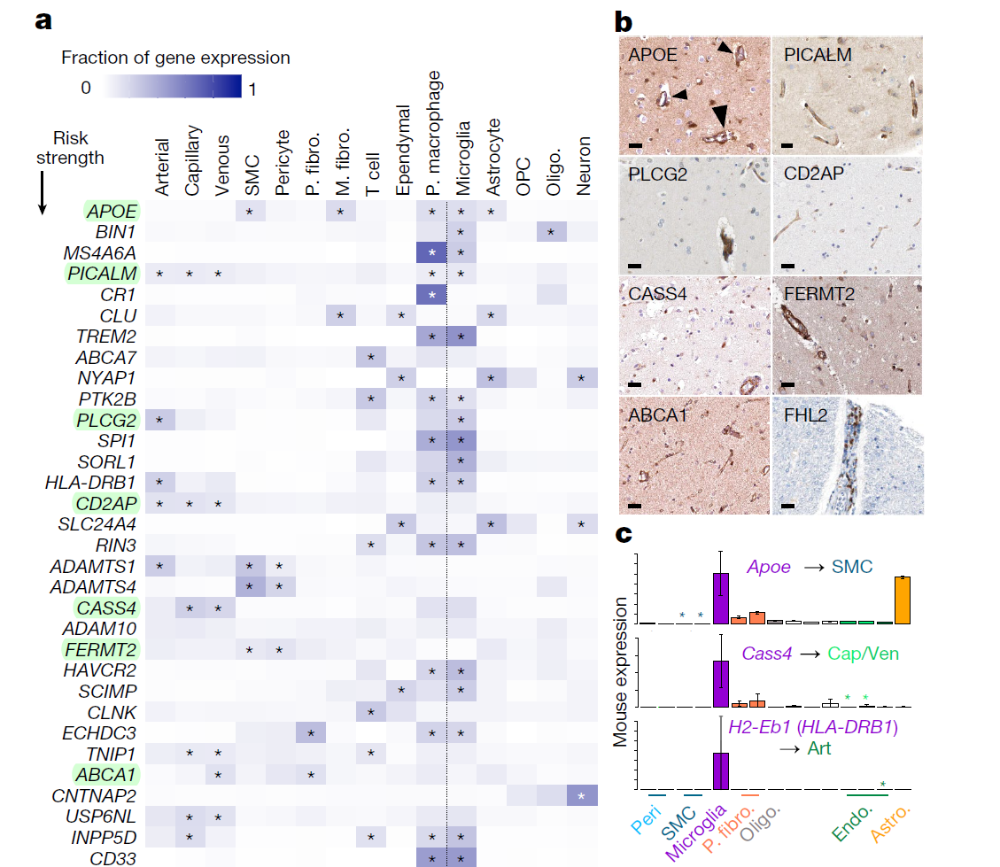 a
Fraction of gene expression
0 1
Risk
strength
Arterial
Capillary
Venous
SMC
Pericyte
P. fibro.
M. fibro.
T cell
Ependymal
P. macrophage
Microglia
Astrocyte
OPC
Oligo.
Neuron
APOE * * * * *
BIN1 * *
MS4A6A * *
PICALM * * * * *
CR1 *
CLU * * *
TREM2 * *
ABCA7 *
NYAP1 * * *
PTK2B * * *
PLCG2 * *
SPI1 * *
SORL1 *
HLA-DRB1 * * *
CD2AP * * *
SLC24A4 * * *
RIN3 * * *
ADAMTS1 * * *
ADAMTS4 * *
CASS4 * *
ADAM10
FERMT2 * *
HAVCR2 * *
SCIMP * *
CLNK *
ECHDC3 * * *
TNIP1 * * *
ABCA1 * *
CNTNAP2 *
USP6NL * *
INPP5D * * * *
CD33 * *
b
APOE
PICALM
PLCG2
CD2AP
CASS4
FERMT2
ABCA1
FHL2
c
Mouse expression
Apoe → SMC
* *
Cass4 → Cap/Ven
* *
H2-Eb1 (HLA-DRB1)
→ Art
*
Peri
SMC
Microglia
P. fibro.
Oligo.
Endo.
Astro.